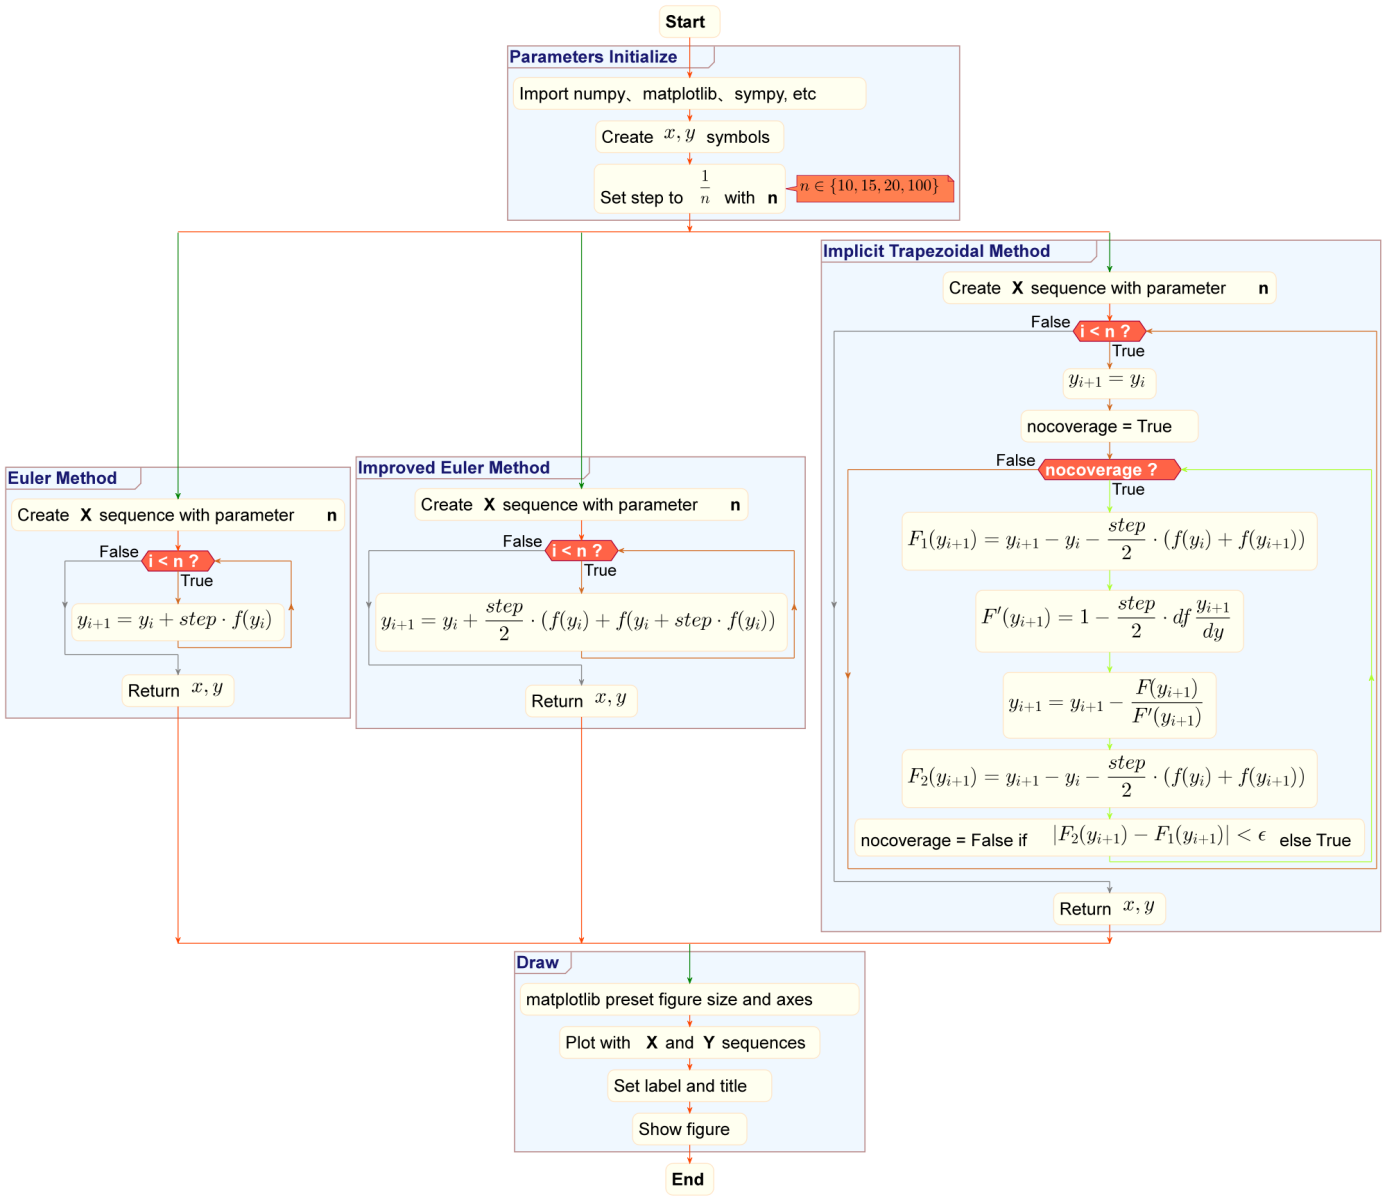 Start
Parameters Initialize
Import numpy、matplotlib、sympy, etc
Create x, y symbols
Set step to \frac{1}{n} with n
n ∈ {10, 15, 20, 100}
Euler Method
Create X sequence with parameter n
i < n ?
False
True
y_{i+1} = y_i + step · f(y_i)
Return x, y
Improved Euler Method
Create X sequence with parameter n
i < n ?
False
True
y_{i+1} = y_i + \frac{step}{2} · (f(y_i) + f(y_i + step · f(y_i))
Return x, y
Implicit Trapezoidal Method
Create X sequence with parameter n
i < n ?
False
True
y_{i+1} = y_i
nocoverage = True
nocoverage ?
False
True
F_1(y_{i+1}) = y_{i+1} − y_i − \frac{step}{2} · (f(y_i) + f(y_{i+1}))
F'(y_{i+1}) = 1 − \frac{step}{2} · df \frac{y_{i+1}}{dy}
y_{i+1} = y_{i+1} − \frac{F(y_{i+1})}{F'(y_{i+1})}
F_2(y_{i+1}) = y_{i+1} − y_i − \frac{step}{2} · (f(y_i) + f(y_{i+1}))
nocoverage = False if |F_2(y_{i+1}) − F_1(y_{i+1})| < ϵ else True
Return x, y
Draw
matplotlib preset figure size and axes
Plot with X and Y sequences
Set label and title
Show figure
End